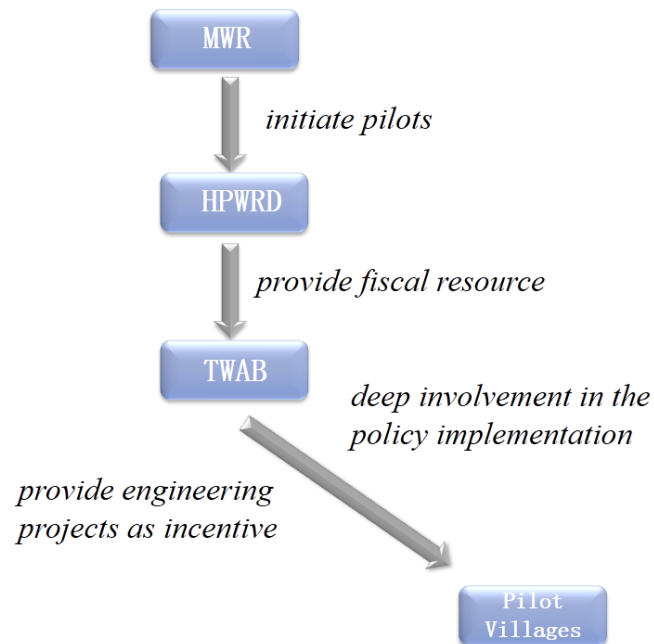 MWR
initiate pilots
HPWRD
provide fiscal resource
TWAB
deep involvement in the
policy implementation
provide engineering
projects as incentive
Pilot
Villages